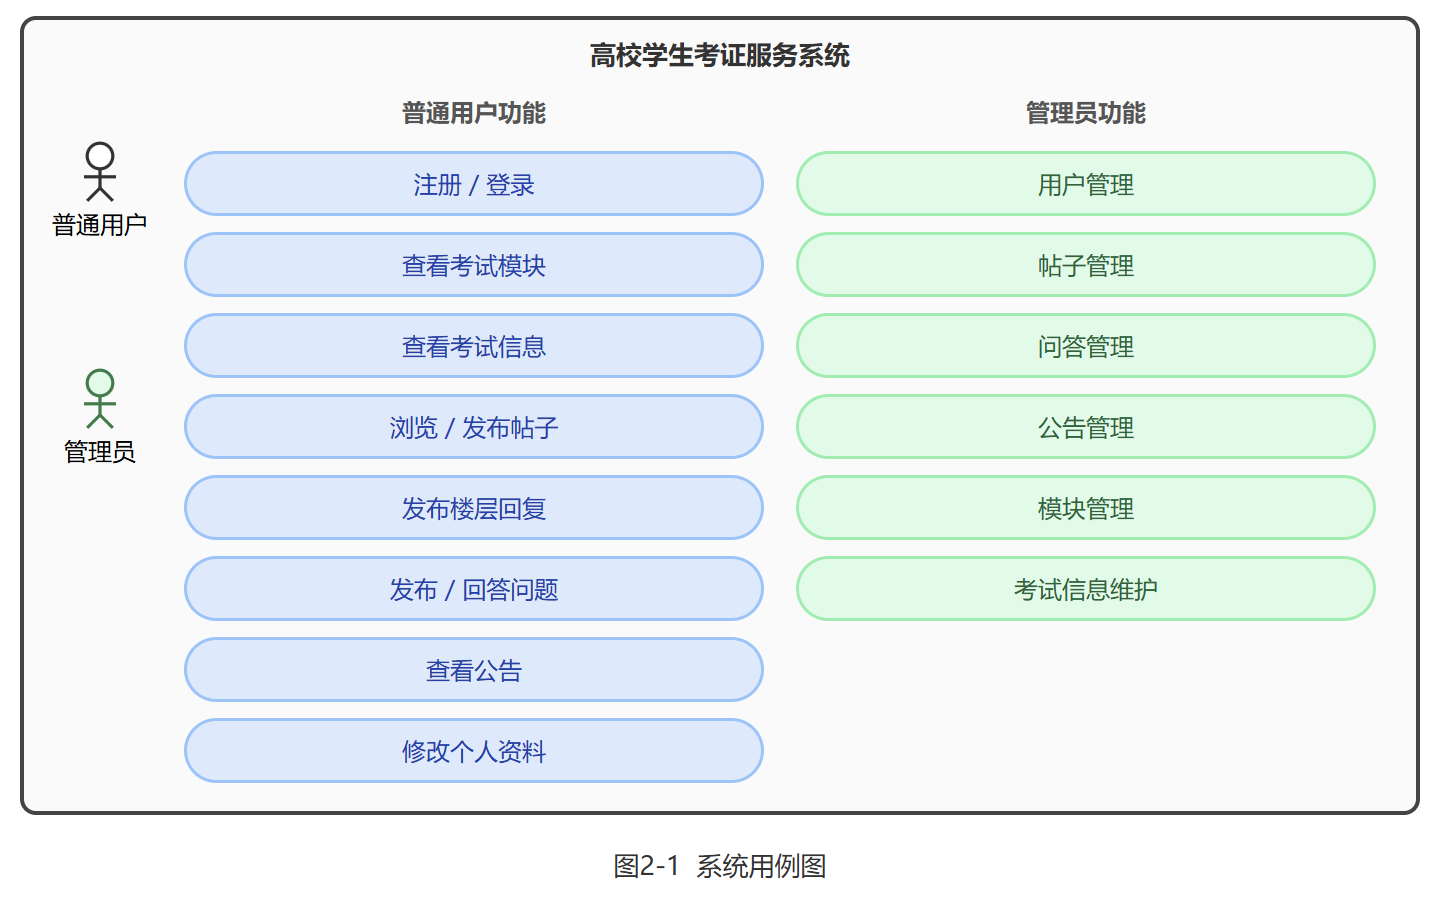 高校学生考证服务系统
普通用户功能
管理员功能
普通用户
管理员
注册 / 登录
查看考试模块
查看考试信息
浏览 / 发布帖子
发布楼层回复
发布 / 回答问题
查看公告
修改个人资料
用户管理
帖子管理
问答管理
公告管理
模块管理
考试信息维护
图2-1 系统用例图